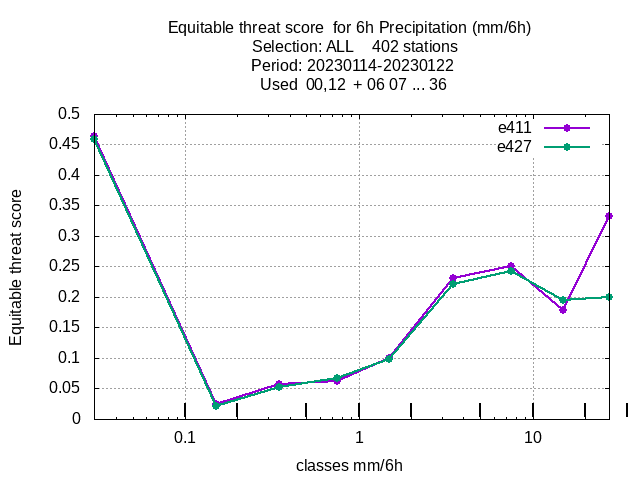 Equitable threat score  for 6h Precipitation (mm/6h)
Selection: ALL    402 stations
Period: 20230114-20230122
Used  00,12  + 06 07 ... 36
e411
e427
0.5
0.45
0.4
0.35
0.3
0.25
0.2
0.15
0.1
0.05
0
Equitable threat score
0.1
1
10
classes mm/6h